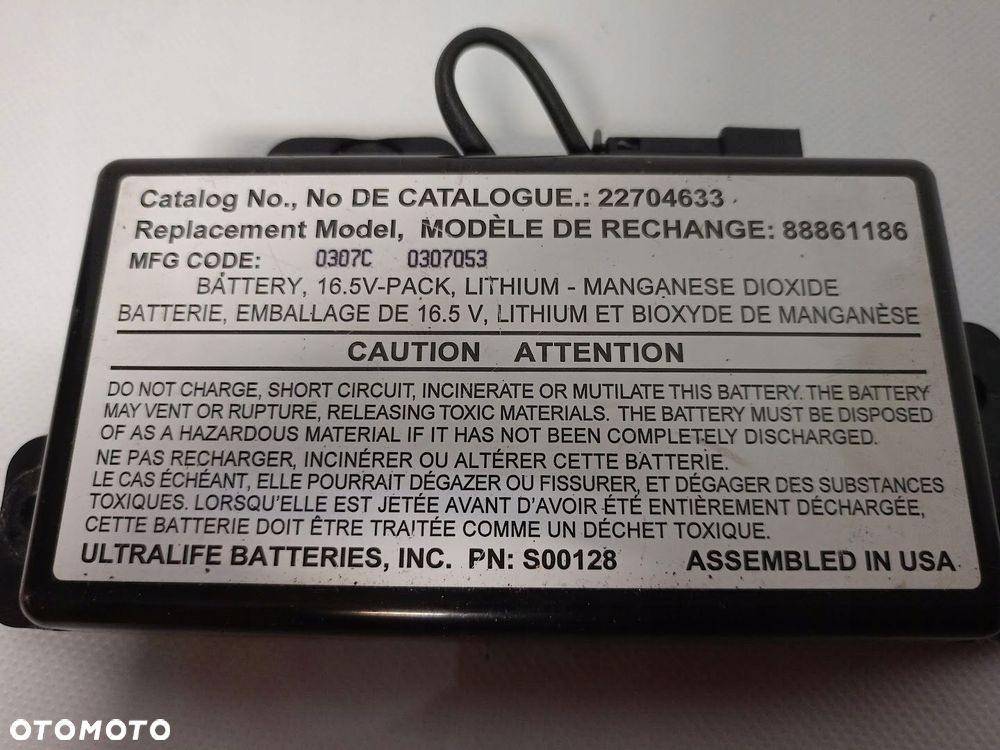 Catalog No., No DE CATALOGUE.: 22704633
Replacement Model, MODÈLE DE RECHANGE: 88861186
MFG CODE: 0307C 0307053
BATTERY, 16.5V-PACK, LITHIUM - MANGANESE DIOXIDE
BATTERIE, EMBALLAGE DE 16.5 V, LITHIUM ET BIOXYDE DE MANGANÈSE
CAUTION ATTENTION
DO NOT CHARGE, SHORT CIRCUIT, INCINERATE OR MUTILATE THIS BATTERY. THE BATTERY
MAY VENT OR RUPTURE, RELEASING TOXIC MATERIALS. THE BATTERY MUST BE DISPOSED
OF AS A HAZARDOUS MATERIAL IF IT HAS NOT BEEN COMPLETELY DISCHARGED.
NE PAS RECHARGER, INCINÉRER OU ALTÉRER CETTE BATTERIE.
LE CAS ÉCHÉANT, ELLE POURRAIT DÉGAZER OU FISSURER, ET DÉGAGER DES SUBSTANCES
TOXIQUES. LORSQU'ELLE EST JETÉE AVANT D'AVOIR ÉTÉ ENTIÈREMENT DÉCHARGÉE,
CETTE BATTERIE DOIT ÊTRE TRAITÉE COMME UN DÉCHET TOXIQUE.
ULTRALIFE BATTERIES, INC. PN: S00128 ASSEMBLED IN USA
OTOMOTO